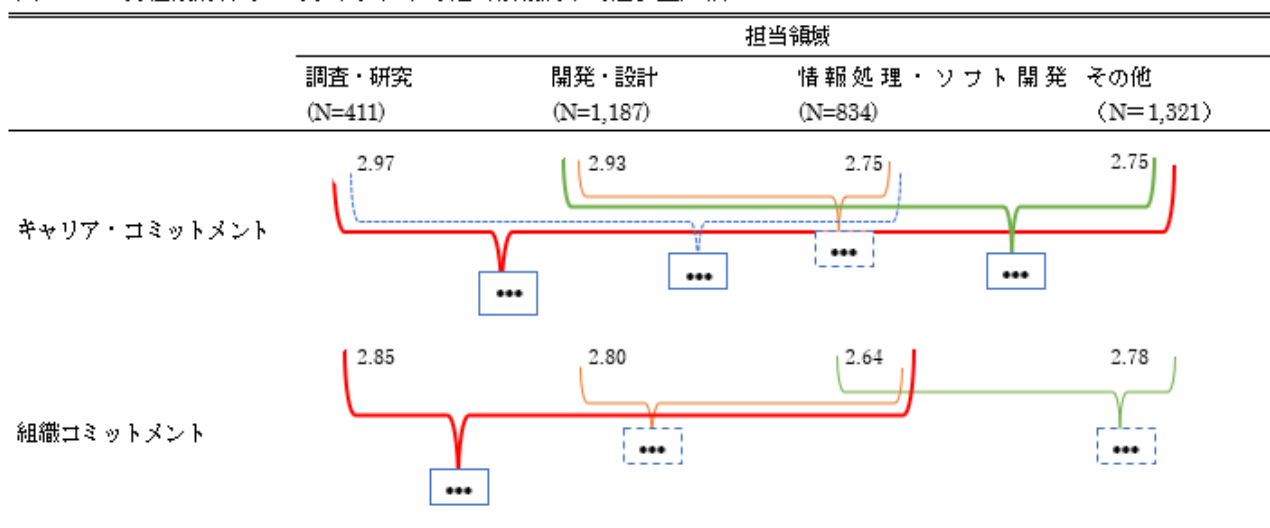 担当領域
調査・研究 開発・設計 情報処理・ソフト開発 その他
(N=411) (N=1,187) (N=834) (N=1,321)
2.97 2.93 2.75 2.75
キャリア・コミットメント
•••
••• ••• •••
2.85 2.80 2.64 2.78
組織コミットメント
••• •••
•••